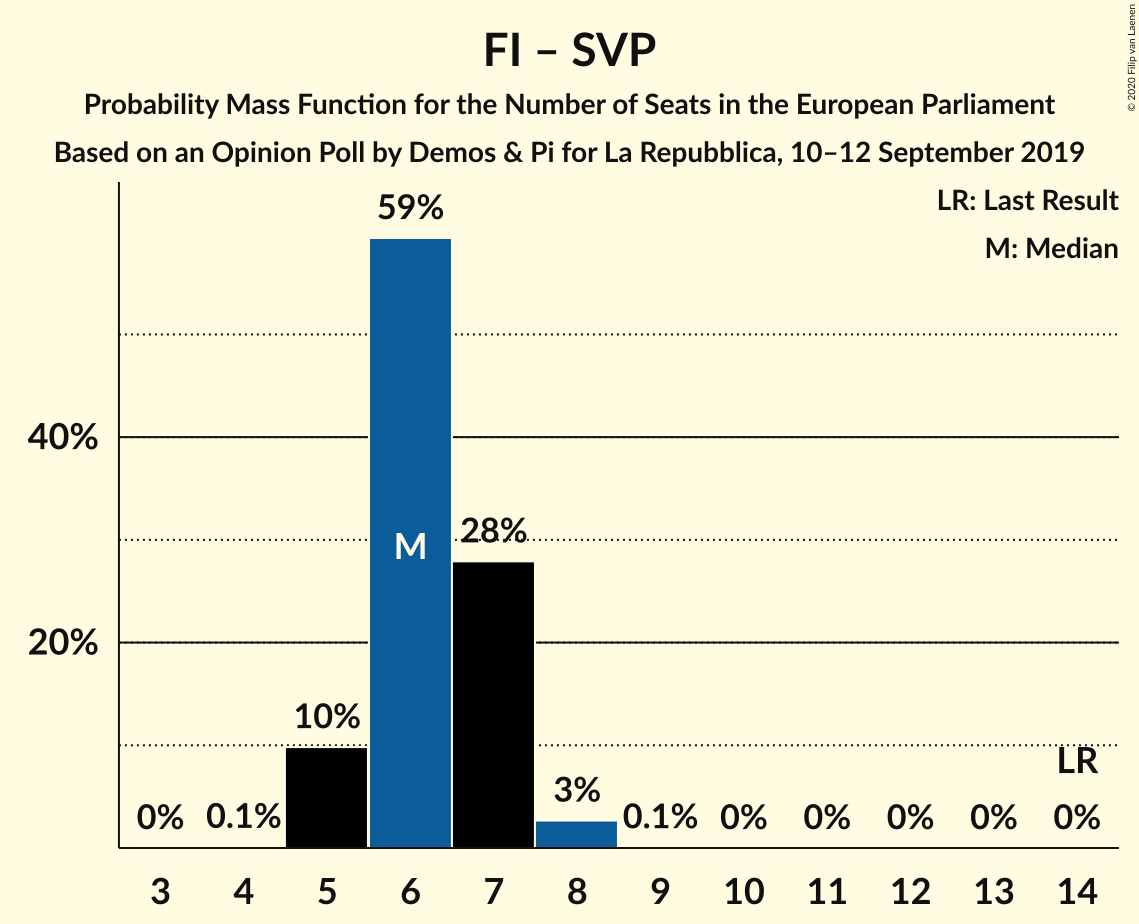 FI – SVP
Probability Mass Function for the Number of Seats in the European Parliament
Based on an Opinion Poll by Demos & Pi for La Repubblica, 10–12 September 2019
© 2020 Filip van Laenen
LR: Last Result
M: Median
59%
40%
M
28%
20%
10%
LR
3%
0% 0.1% 0.1% 0% 0% 0% 0% 0%
3 4 5 6 7 8 9 10 11 12 13 14